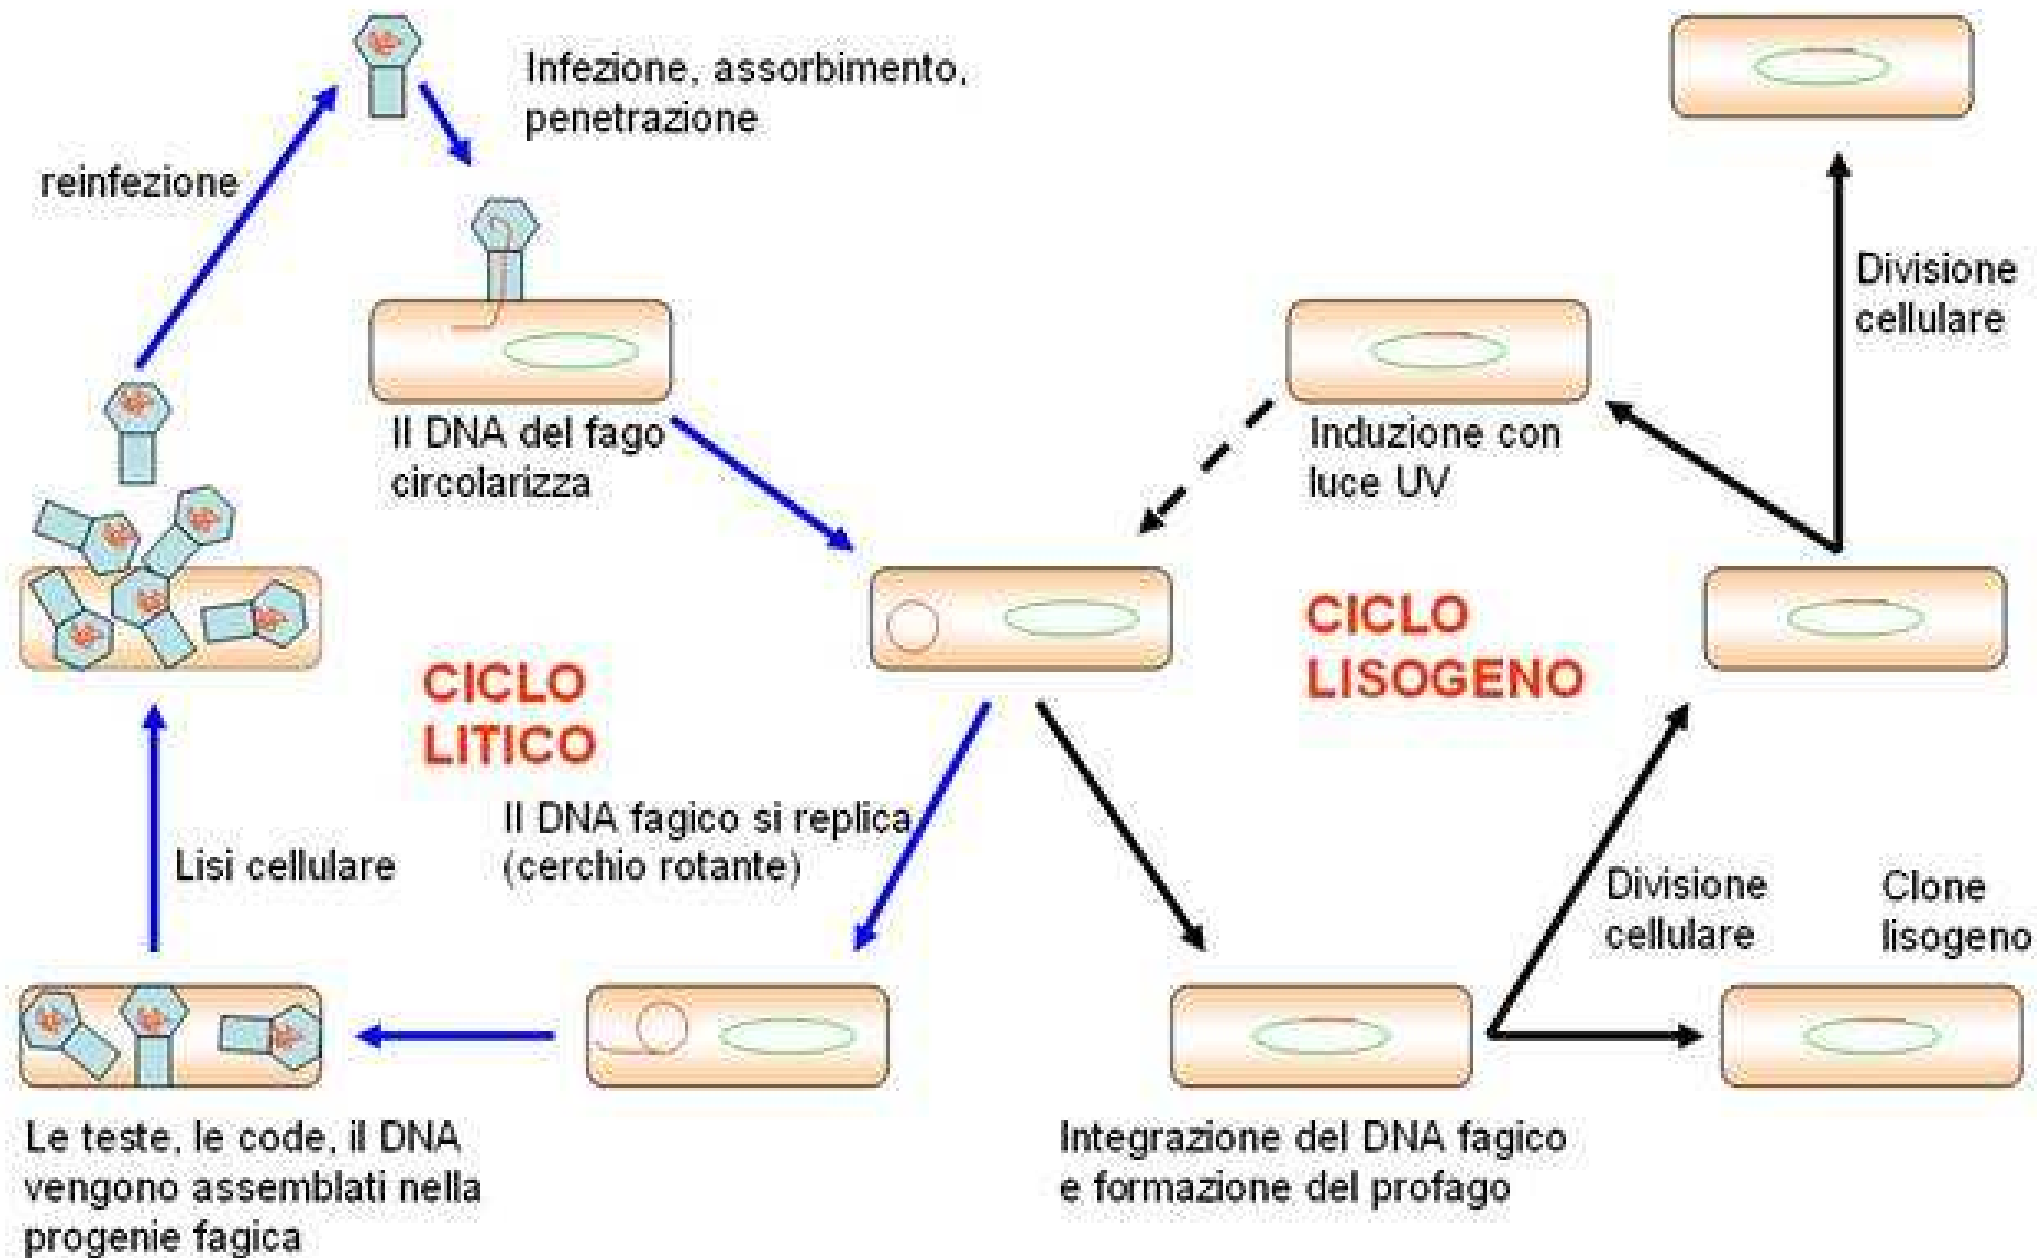 Infezione, assorbimento,
penetrazione
reinfezione
Il DNA del fago
circolarizza
Induzione con
luce UV
Divisione
cellulare
CICLO
LITICO
CICLO
LISOGENO
Il DNA fagico si replica
(cerchio rotante)
Lisi cellulare
Divisione
cellulare
Clone
lisogeno
Le teste, le code, il DNA
vengono assemblati nella
progenie fagica
Integrazione del DNA fagico
e formazione del profago